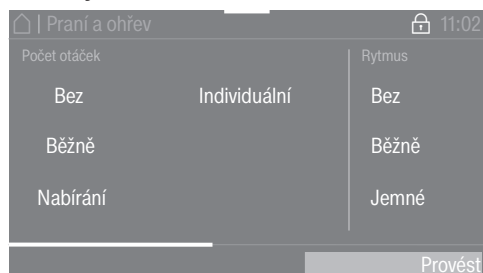 | Praní a ohřev 11:02
Počet otáček Rytmus
Bez Individuální Bez
Běžně Běžně
Nabírání Jemné
Provést